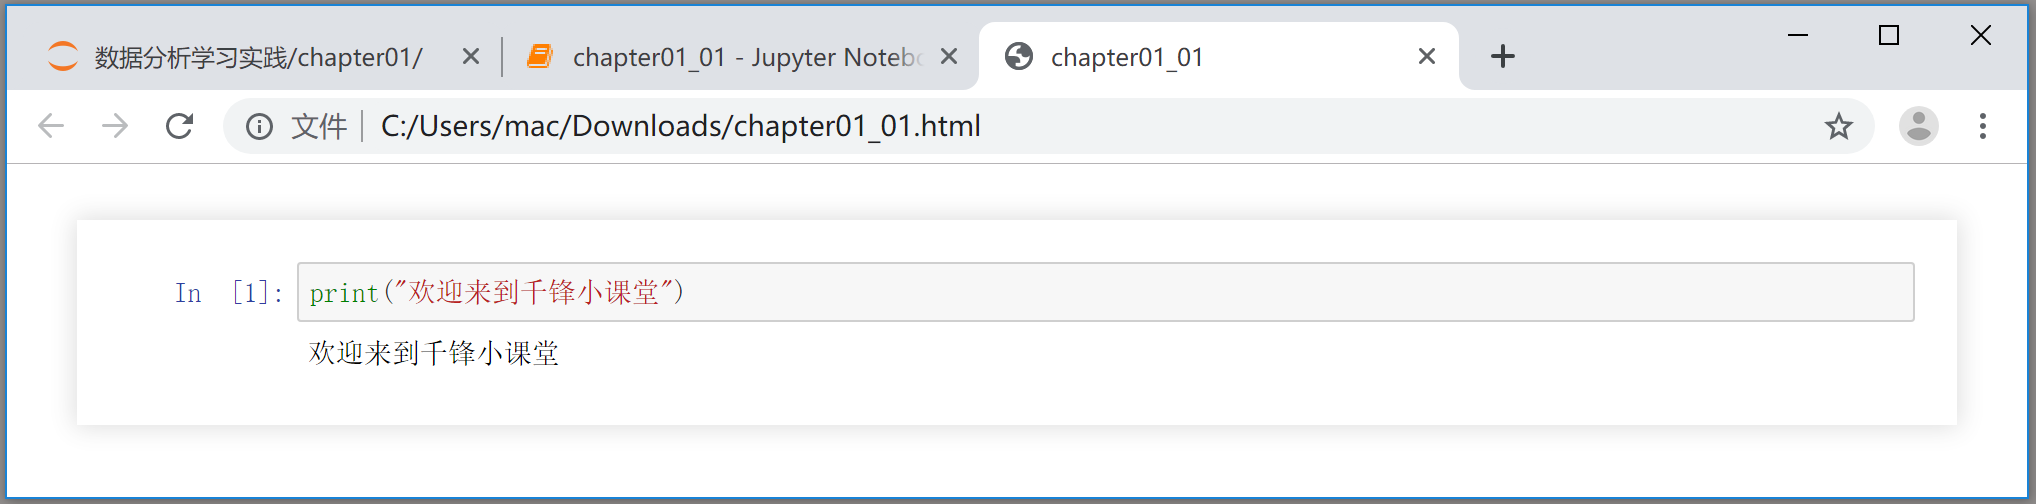 数据分析学习实践/chapter01/
chapter01_01 - Jupyter Notebo
chapter01_01
文件 C:/Users/mac/Downloads/chapter01_01.html
In [1]: print("欢迎来到千锋小课堂")
欢迎来到千锋小课堂